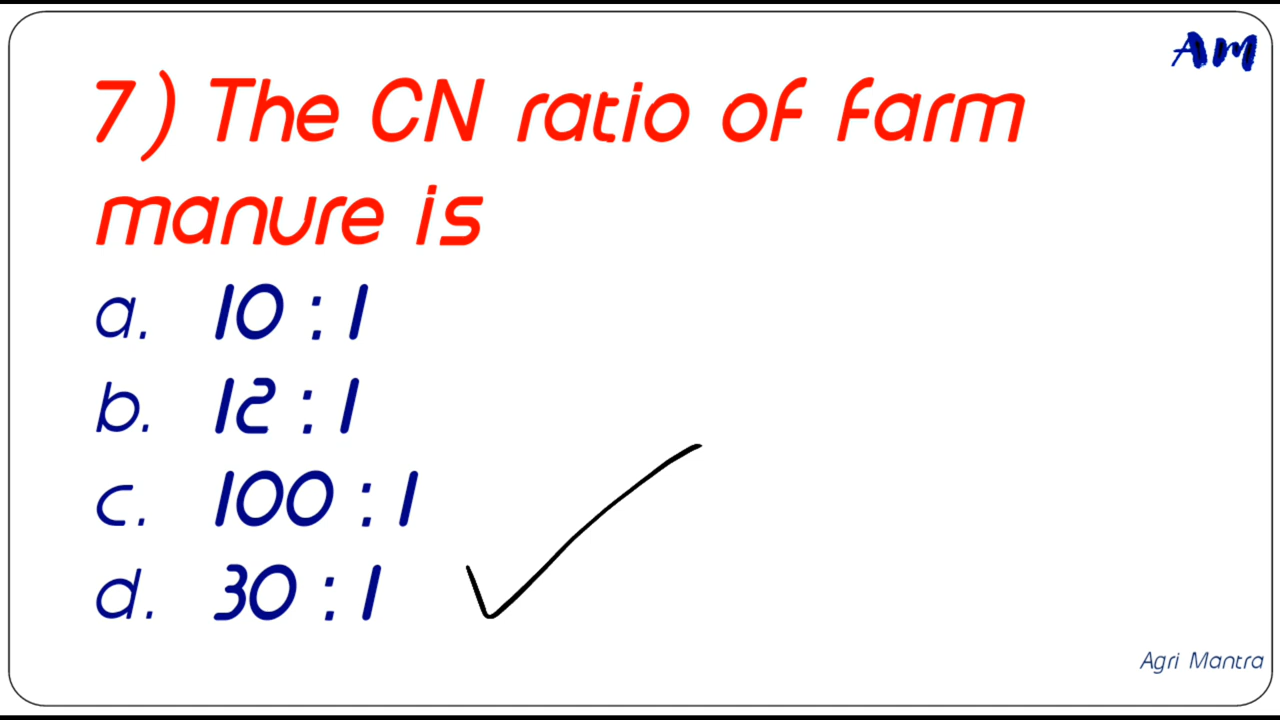 AM
7) The CN ratio of farm
manure is
a. 10 : 1
b. 12 : 1
c. 100 : 1
d. 30 : 1
Agri Mantra